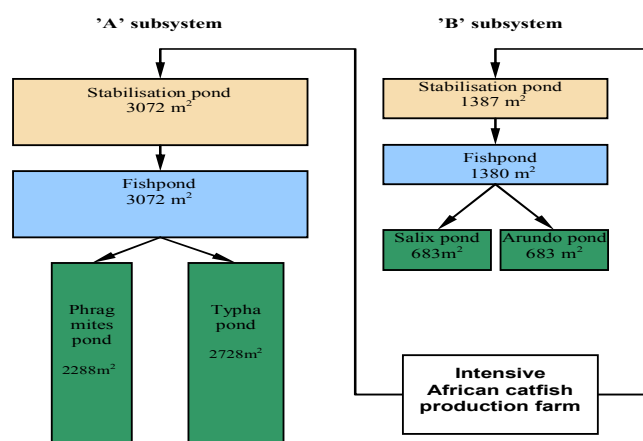 'A' subsystem
'B' subsystem
Stabilisation pond
3072 m²
Stabilisation pond
1387 m²
Fishpond
3072 m²
Fishpond
1380 m²
Salix pond
683m²
Arundo pond
683 m²
Phrag
mites
pond
2288m²
Typha
pond
2728m²
Intensive
African catfish
production farm